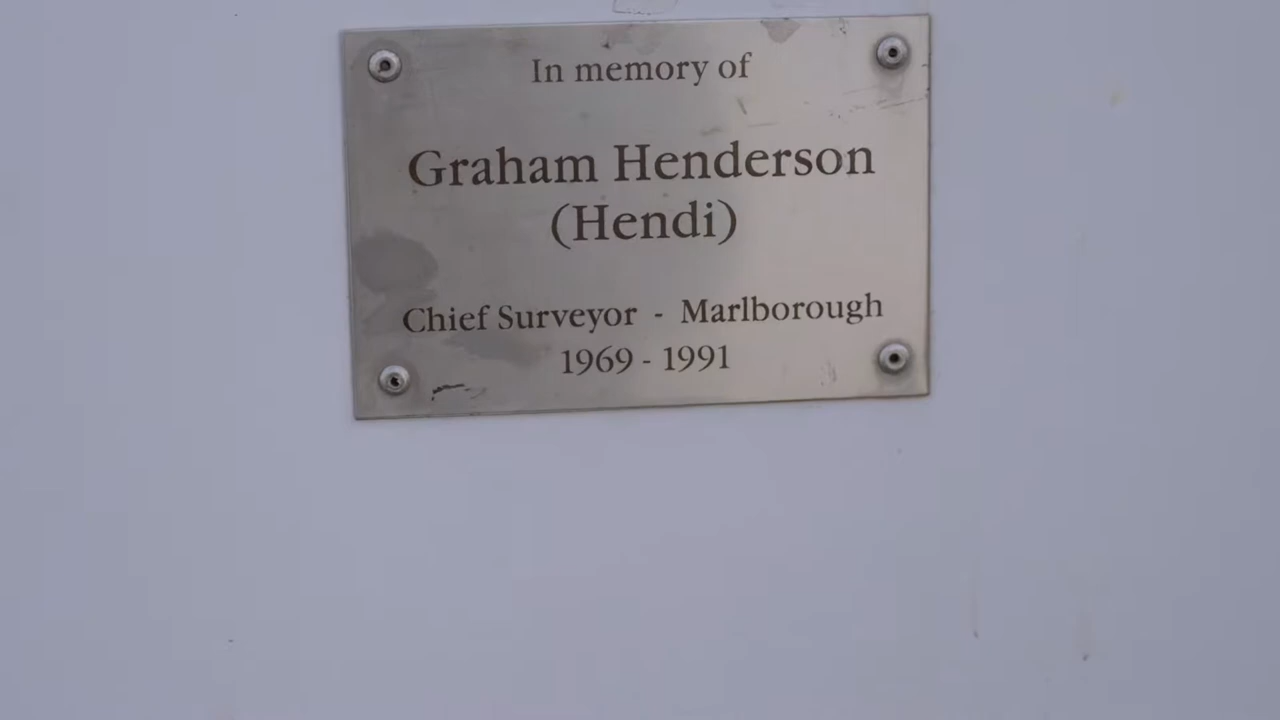 In memory of
Graham Henderson
(Hendi)
Chief Surveyor - Marlborough
1969 - 1991